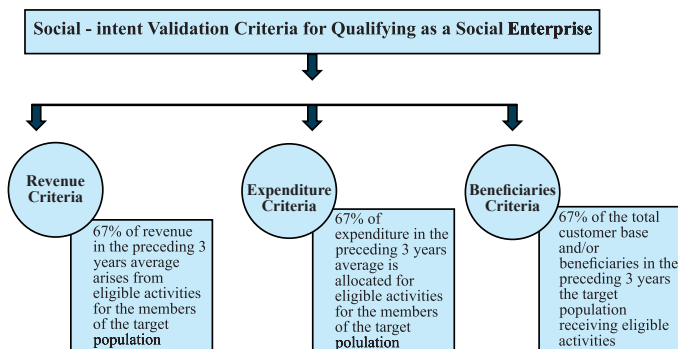 Social - intent Validation Criteria for Qualifying as a Social Enterprise
Revenue
Criteria
67% of revenue
in the preceding 3
years average
arises from
eligible activities
for the members
of the target
population
Expenditure
Criteria
67% of
expenditure in the
preceding 3 years
average is
allocated for
eligible activities
for the members
of the target
polulation
Beneficiaries
Criteria
67% of the total
customer base
and/or
beneficiaries in the
preceding 3 years
the target
population
receiving eligible
activities